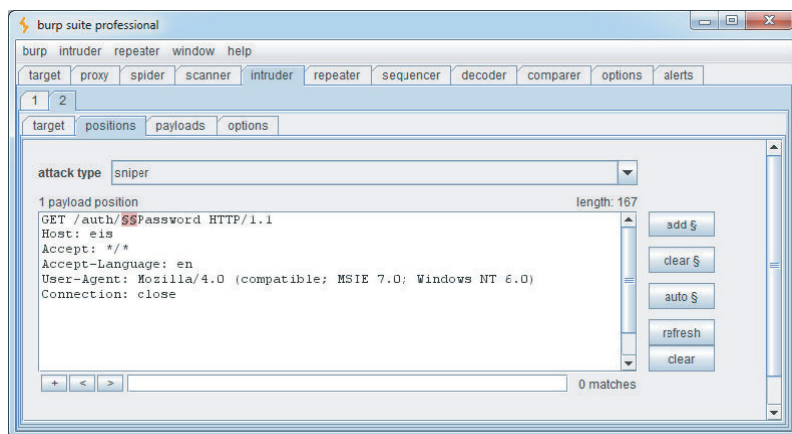 burp suite professional
burp intruder repeater window help
target proxy spider scanner intruder repeater sequencer decoder comparer options alerts
1 2
target positions payloads options
attack type sniper
1 payload position length: 167
GET /auth/§§Password HTTP/1.1
Host: eis
Accept: */*
Accept-Language: en
User-Agent: Mozilla/4.0 (compatible; MSIE 7.0; Windows NT 6.0)
Connection: close
add §
clear §
auto §
refresh
clear
+ < > 0 matches